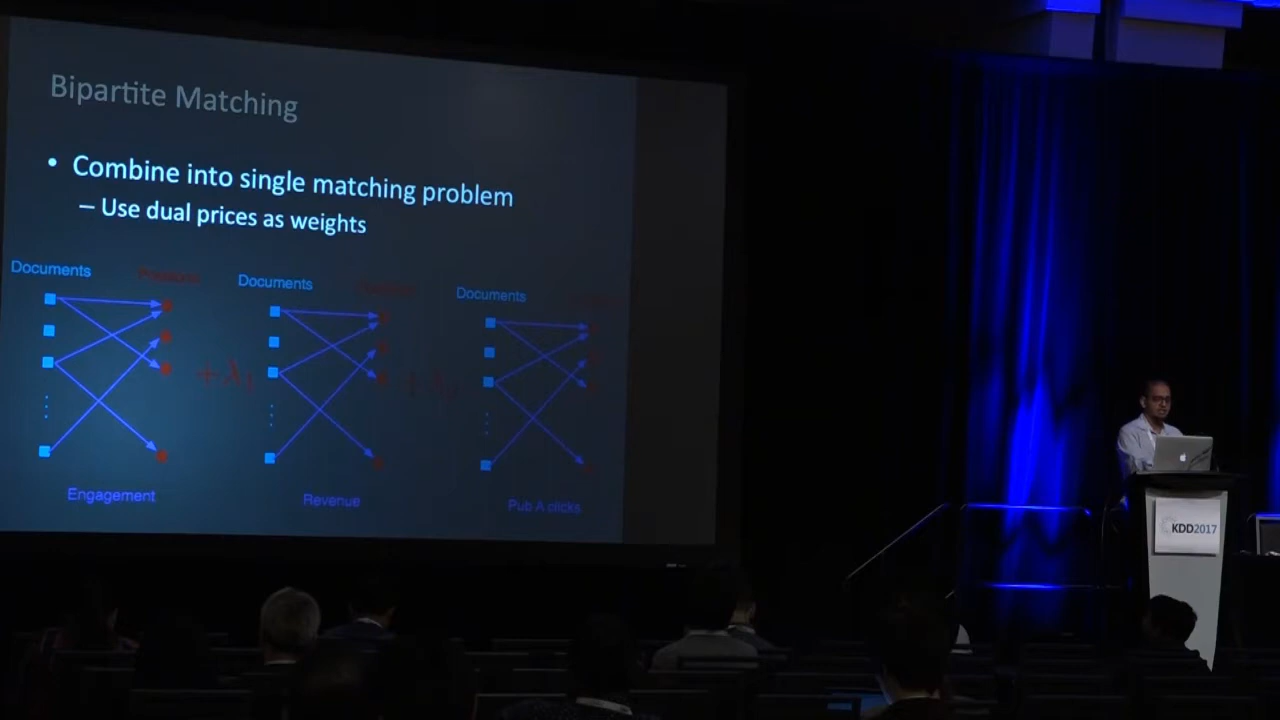 Bipartite Matching
• Combine into single matching problem
– Use dual prices as weights
Documents
Documents
Documents
Engagement
Revenue
Pub A clicks
KDD2017